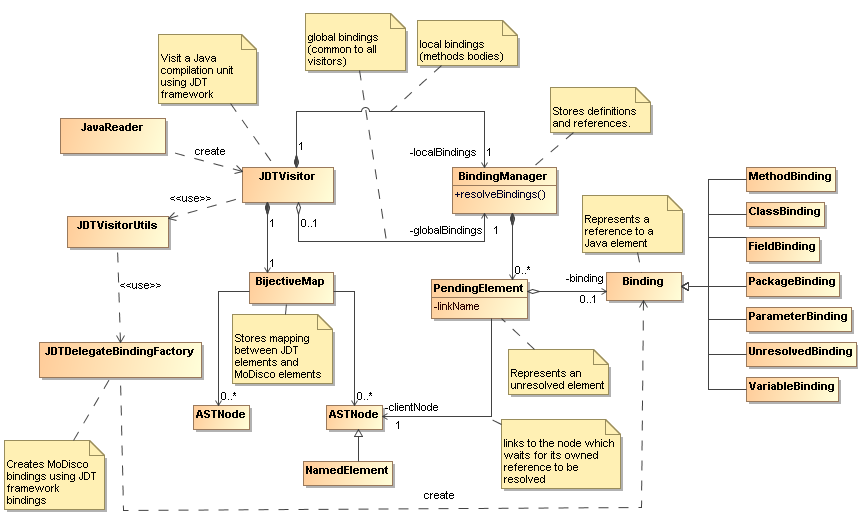 global bindings
(common to all
visitors)
local bindings
(methods bodies)
Visit a Java
compilation unit
using JDT
framework
Stores definitions
and references.
JavaReader
create
1
-localBindings
1
JDTVisitor
BindingManager
+resolveBindings()
MethodBinding
<<use>>
1
0..1
-globalBindings
1
Represents a
reference to a
Java element
ClassBinding
JDTVisitorUtils
FieldBinding
1
0..*
BijectiveMap
PendingElement
-linkName
-binding
0..1
Binding
PackageBinding
<<use>>
ParameterBinding
Stores mapping
between JDT
elements and
MoDisco elements
JDTDelegateBindingFactory
Represents an
unresolved element
UnresolvedBinding
VariableBinding
0..*
0..*
ASTNode
ASTNode
-clientNode
1
links to the node which
waits for its owned
reference to be
resolved
NamedElement
Creates MoDisco
bindings using JDT
framework
bindings
create